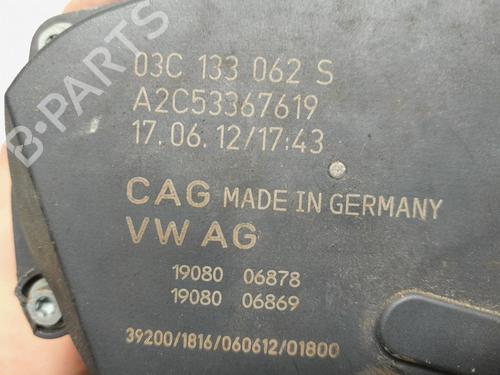 03C 133 062 S
A2C53367619
17.06.12/17:43
CAG MADE IN GERMANY
VW AG
19080 06878
19080 06869
39200/1816/060612/01800